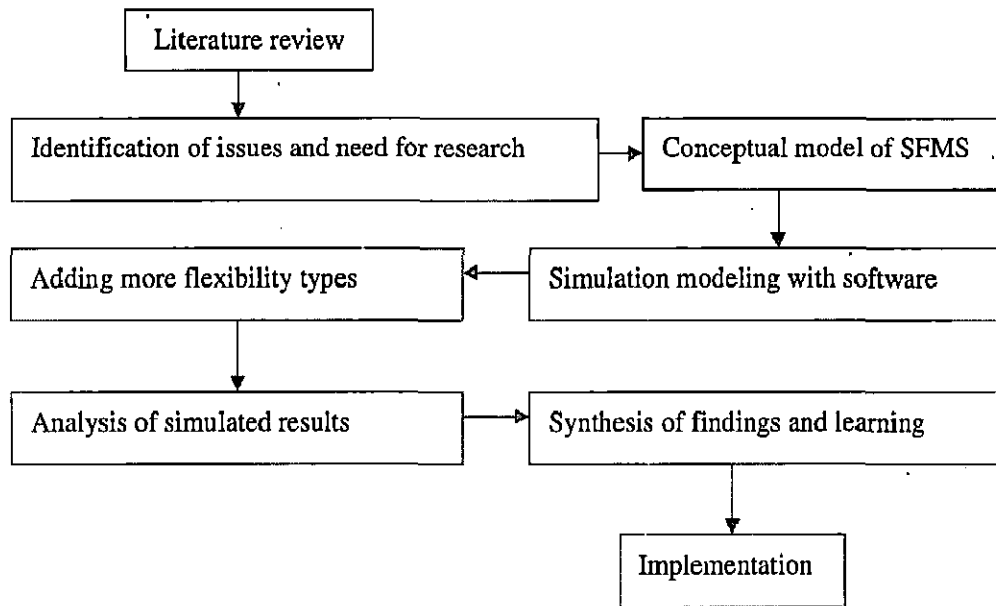 Literature review
Identification of issues and need for research
Conceptual model of SFMS
Adding more flexibility types
Simulation modeling with software
Analysis of simulated results
Synthesis of findings and learning
Implementation